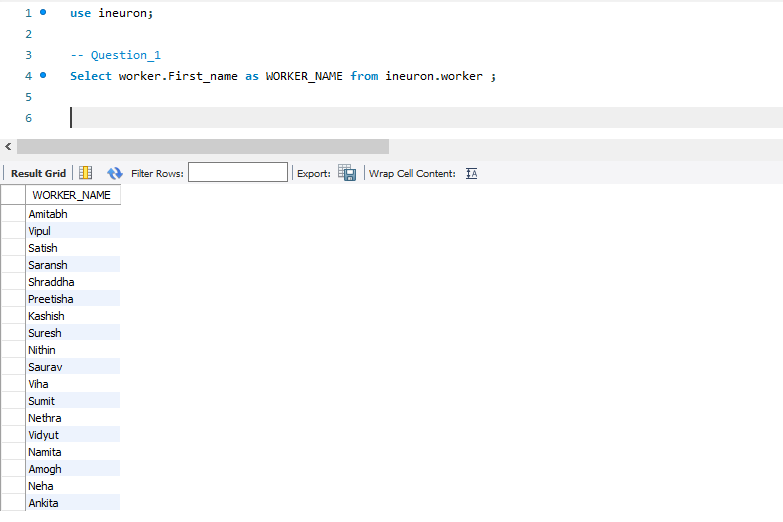 1 use ineuron;
2
3 -- Question_1
4 Select worker.First_name as WORKER_NAME from ineuron.worker ;
5
6
Result Grid Filter Rows: Export: Wrap Cell Content: IA
WORKER_NAME
Amitabh
Vipul
Satish
Saransh
Shraddha
Preetisha
Kashish
Suresh
Nithin
Saurav
Viha
Sumit
Nethra
Vidyut
Namita
Amogh
Neha
Ankita